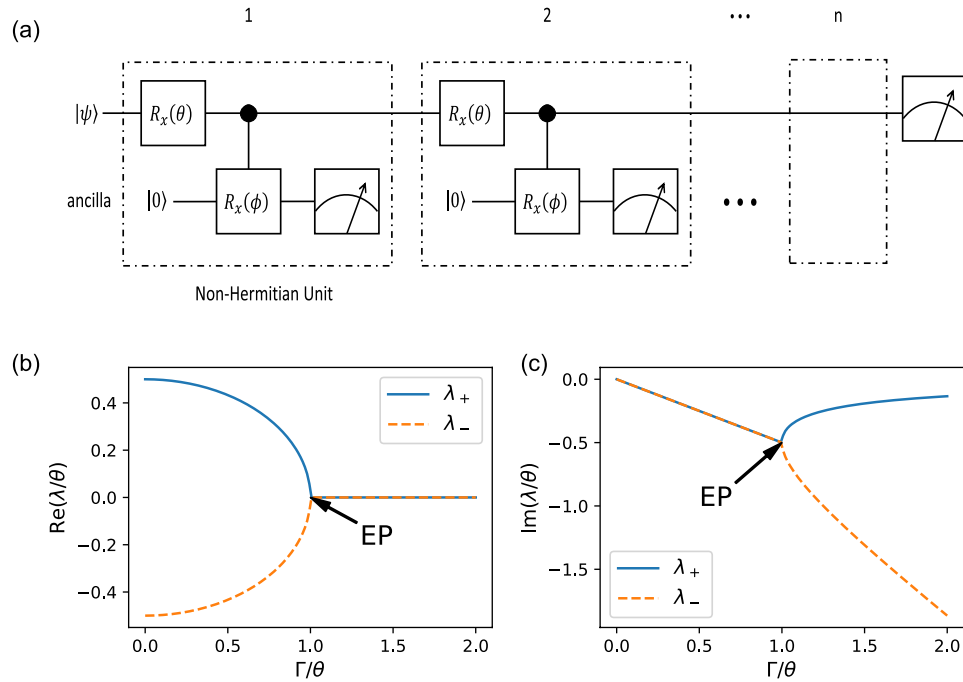 1 2 ... n
(a)
|ψ⟩ Rₓ(θ) Rₓ(θ)
ancilla |0⟩ Rₓ(ϕ) |0⟩ Rₓ(ϕ) ...
Non-Hermitian Unit
(b)
Re(λ/θ)
0.4
0.2
0.0
−0.2
−0.4
λ₊
λ₋
EP
0.0 0.5 1.0 1.5 2.0
Γ/θ
(c)
Im(λ/θ)
0.0
−0.5
−1.0
−1.5
EP
λ₊
λ₋
0.0 0.5 1.0 1.5 2.0
Γ/θ